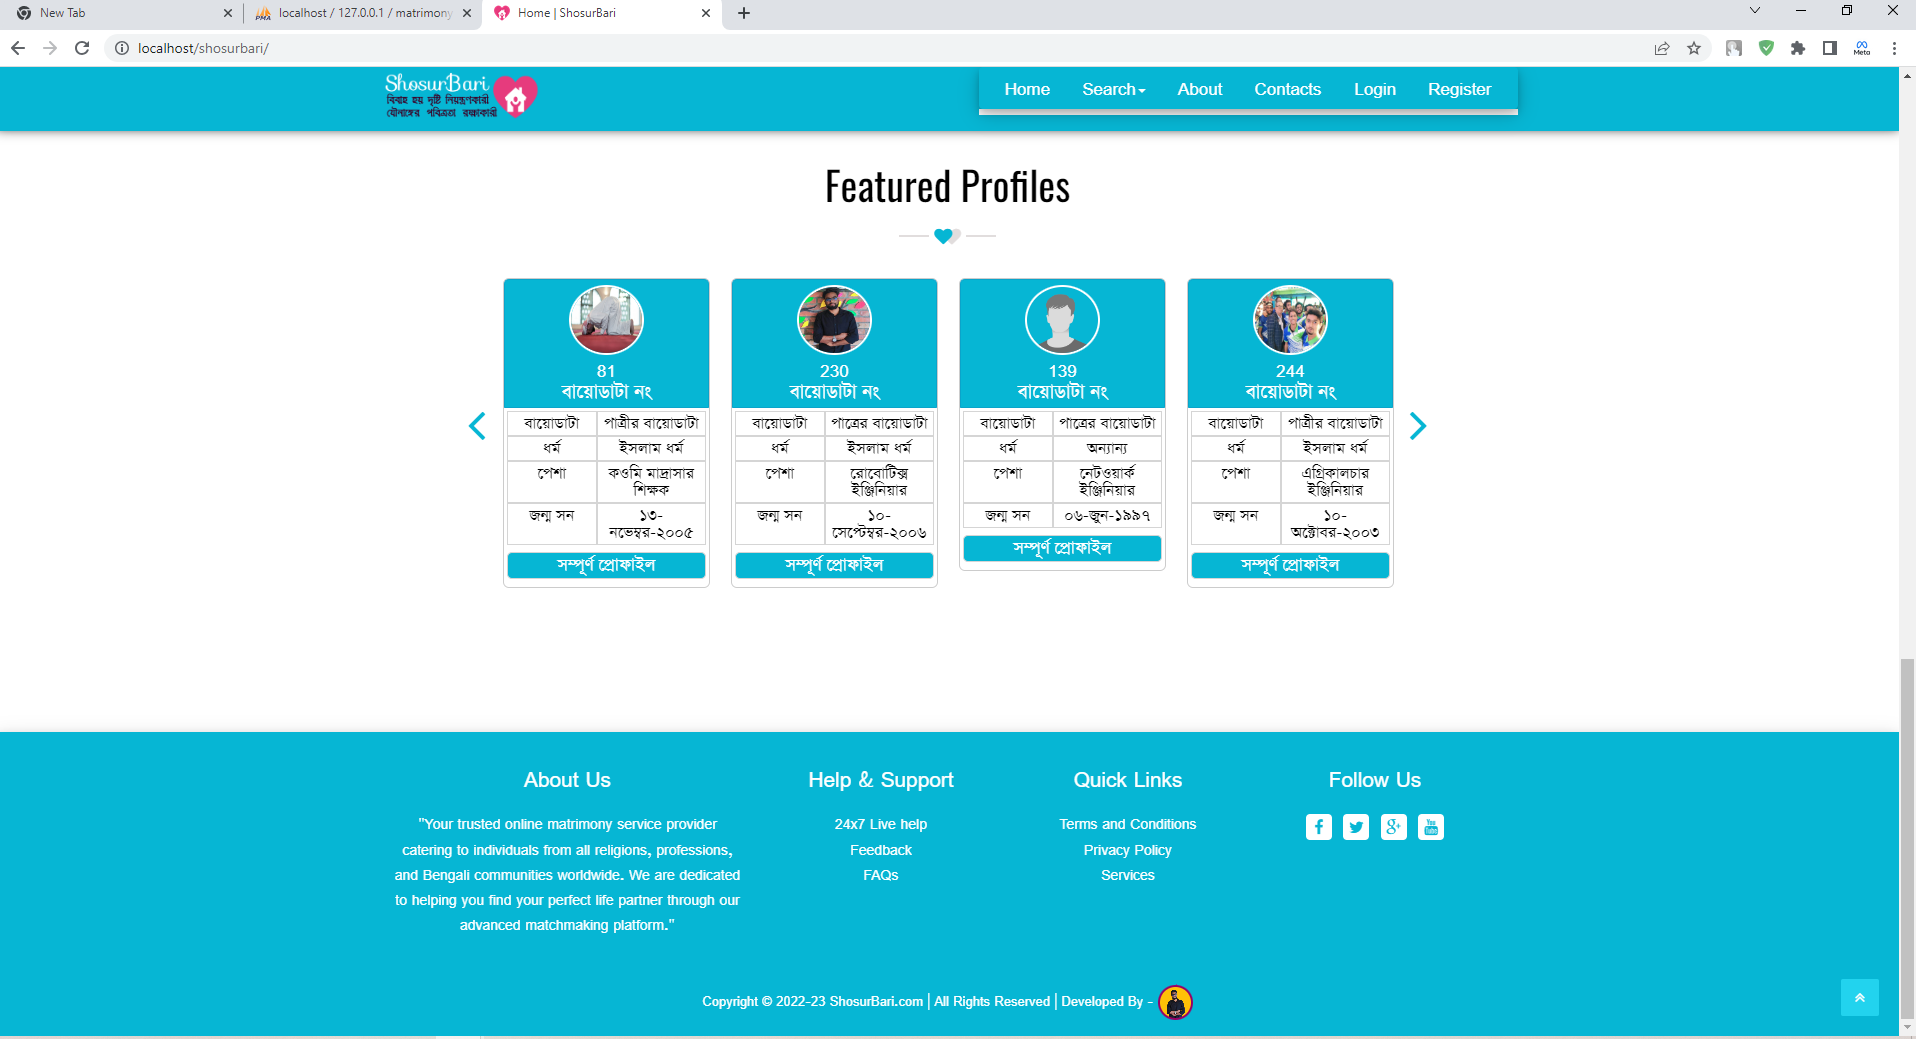 New Tab
localhost / 127.0.0.1 / matrimony
Home | ShosurBari
localhost/shosurbari/
Meta
ShosurBari
বিবাহ হয় দৃষ্টি নিয়ন্ত্রণকারী
যৌনাঙ্গের পবিত্রতা রক্ষাকারী
Home Search About Contacts Login Register
Featured Profiles
81
বায়োডাটা নং
বায়োডাটা পাত্রীর বায়োডাটা
ধর্ম ইসলাম ধর্ম
পেশা কওমি মাদ্রাসার
শিক্ষক
জন্ম সন ১৩-
নভেম্বর-২০০৫
সম্পূর্ণ প্রোফাইল
230
বায়োডাটা নং
বায়োডাটা পাত্রের বায়োডাটা
ধর্ম ইসলাম ধর্ম
পেশা রোবোটিক্স
ইঞ্জিনিয়ার
জন্ম সন ১০-
সেপ্টেম্বর-২০০৬
সম্পূর্ণ প্রোফাইল
139
বায়োডাটা নং
বায়োডাটা পাত্রের বায়োডাটা
ধর্ম অন্যান্য
পেশা নেটওয়ার্ক
ইঞ্জিনিয়ার
জন্ম সন ০৬-জুন-১৯৯৭
সম্পূর্ণ প্রোফাইল
244
বায়োডাটা নং
বায়োডাটা পাত্রীর বায়োডাটা
ধর্ম ইসলাম ধর্ম
পেশা এগ্রিকালচার
ইঞ্জিনিয়ার
জন্ম সন ১০-
অক্টোবর-২০০৩
সম্পূর্ণ প্রোফাইল
About Us
"Your trusted online matrimony service provider
catering to individuals from all religions, professions,
and Bengali communities worldwide. We are dedicated
to helping you find your perfect life partner through our
advanced matchmaking platform."
Help & Support
24x7 Live help
Feedback
FAQs
Quick Links
Terms and Conditions
Privacy Policy
Services
Follow Us
Copyright © 2022-23 ShosurBari.com | All Rights Reserved | Developed By -